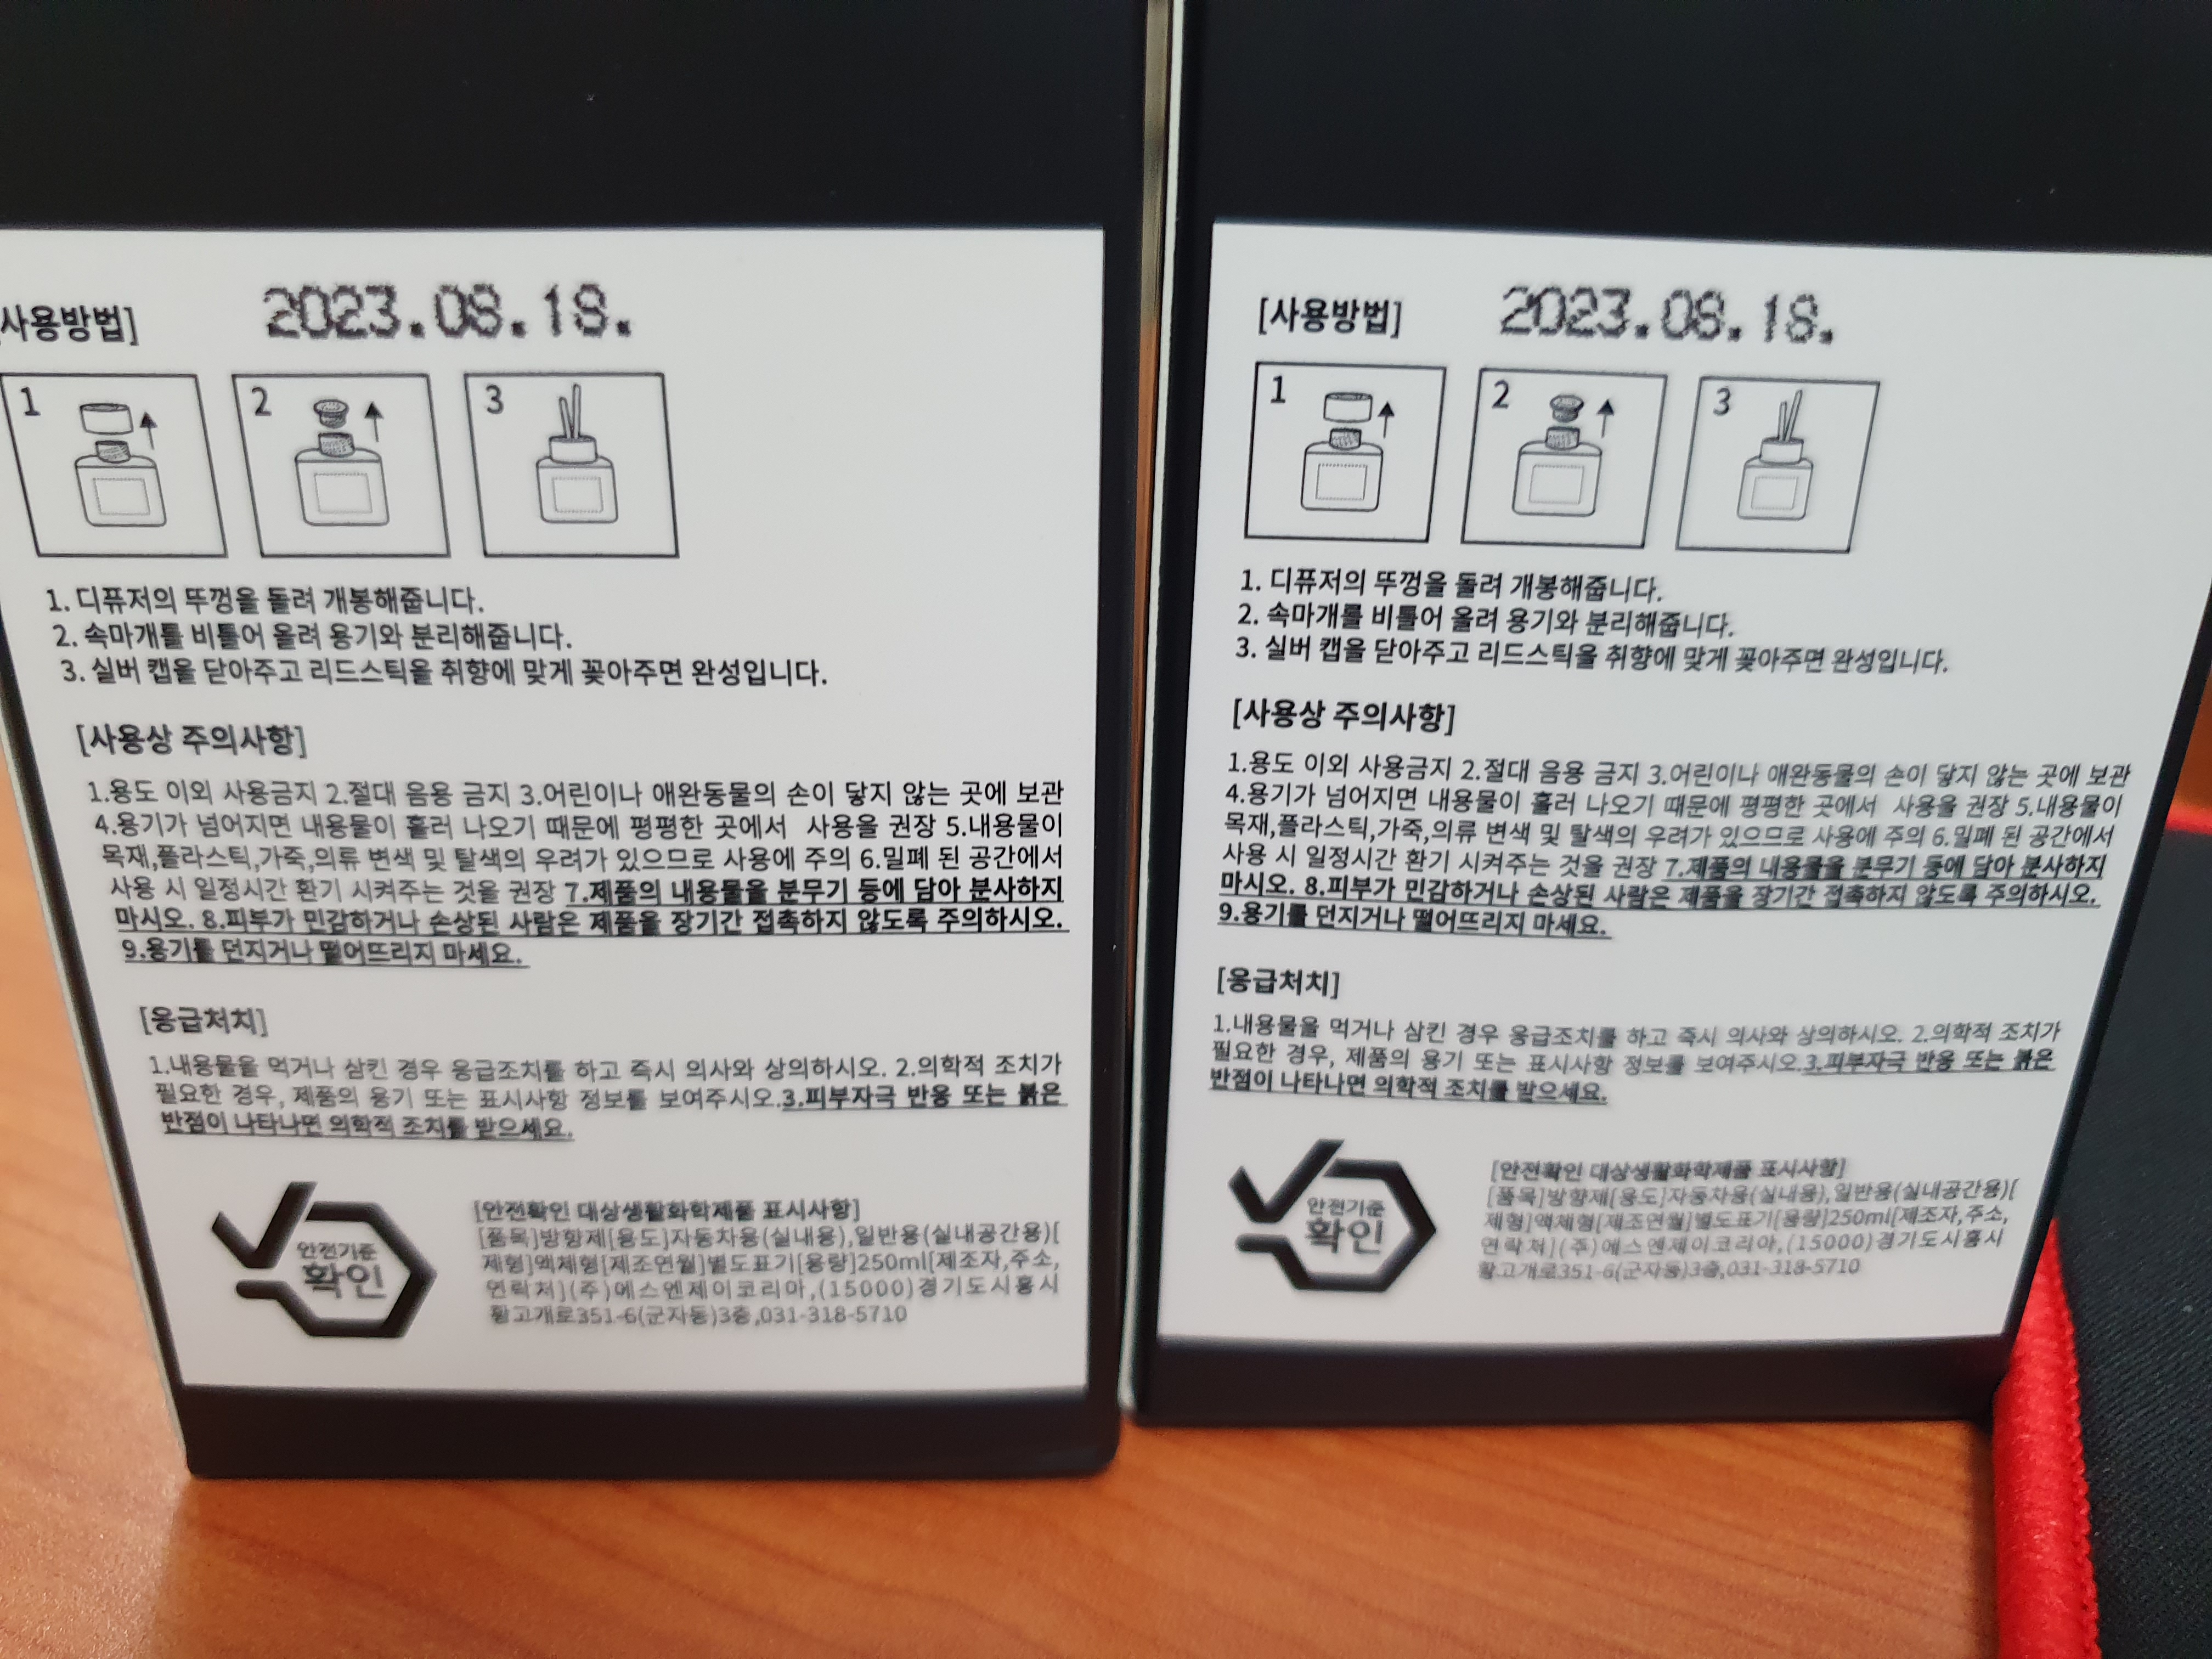 [사용방법]
2023.08.18.
1
2
3
1. 디퓨저의 뚜껑을 돌려 개봉해줍니다.
2. 속마개를 비틀어 올려 용기와 분리해줍니다.
3. 실버 캡을 닫아주고 리드스틱을 취향에 맞게 꽂아주면 완성입니다.
[사용상 주의사항]
1.용도 이외 사용금지 2.절대 음용 금지 3.어린이나 애완동물의 손이 닿지 않는 곳에 보관
4.용기가 넘어지면 내용물이 흘러 나오기 때문에 평평한 곳에서 사용을 권장 5.내용물이
목재,플라스틱,가죽,의류 변색 및 탈색의 우려가 있으므로 사용에 주의 6.밀폐 된 공간에서
사용 시 일정시간 환기 시켜주는 것을 권장 7.제품의 내용물을 분무기 등에 담아 분사하지
마시오. 8.피부가 민감하거나 손상된 사람은 제품을 장기간 접촉하지 않도록 주의하시오.
9.용기를 던지거나 떨어뜨리지 마세요.
[응급처치]
1.내용물을 먹거나 삼킨 경우 응급조치를 하고 즉시 의사와 상의하시오. 2.의학적 조치가
필요한 경우, 제품의 용기 또는 표시사항 정보를 보여주시오.3.피부자극 반응 또는 붉은
반점이 나타나면 의학적 조치를 받으세요.
안전기준
확인
[안전확인 대상생활화학제품 표시사항]
[품목]방향제[용도]자동차용(실내용),일반용(실내공간용)[
제형]액체형[제조연월]별도표기[용량]250ml[제조자,주소,
연락처](주)에스엔제이코리아,(15000)경기도시흥시
황고개로351-6(군자동)3층,031-318-5710
[사용방법]
2023.08.18.
1
2
3
1. 디퓨저의 뚜껑을 돌려 개봉해줍니다.
2. 속마개를 비틀어 올려 용기와 분리해줍니다.
3. 실버 캡을 닫아주고 리드스틱을 취향에 맞게 꽂아주면 완성입니다.
[사용상 주의사항]
1.용도 이외 사용금지 2.절대 음용 금지 3.어린이나 애완동물의 손이 닿지 않는 곳에 보관
4.용기가 넘어지면 내용물이 흘러 나오기 때문에 평평한 곳에서 사용을 권장 5.내용물이
목재,플라스틱,가죽,의류 변색 및 탈색의 우려가 있으므로 사용에 주의 6.밀폐 된 공간에서
사용 시 일정시간 환기 시켜주는 것을 권장 7.제품의 내용물을 분무기 등에 담아 분사하지
마시오. 8.피부가 민감하거나 손상된 사람은 제품을 장기간 접촉하지 않도록 주의하시오.
9.용기를 던지거나 떨어뜨리지 마세요.
[응급처치]
1.내용물을 먹거나 삼킨 경우 응급조치를 하고 즉시 의사와 상의하시오. 2.의학적 조치가
필요한 경우, 제품의 용기 또는 표시사항 정보를 보여주시오.3.피부자극 반응 또는 붉은
반점이 나타나면 의학적 조치를 받으세요.
안전기준
확인
[안전확인 대상생활화학제품 표시사항]
[품목]방향제[용도]자동차용(실내용),일반용(실내공간용)[
제형]액체형[제조연월]별도표기[용량]250ml[제조자,주소,
연락처](주)에스엔제이코리아,(15000)경기도시흥시
황고개로351-6(군자동)3층,031-318-5710